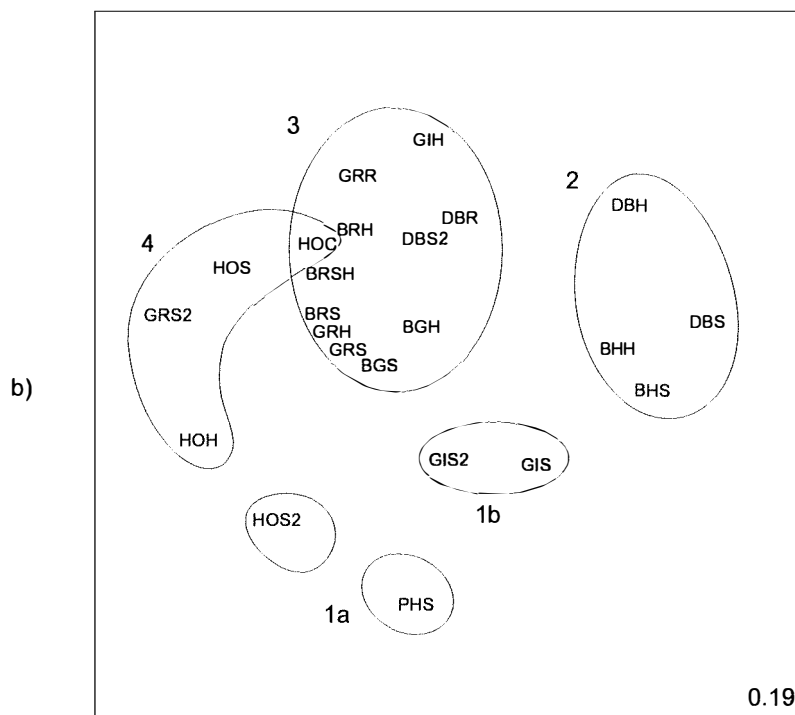 3
GIH
GRR
2
DBH
DBR
BRH
DBS2
4
HOC
HOS
BRSH
GRS2
BRS
GRH
BGH
DBS
GRS
BHH
BGS
BHS
b)
HOH
GIS2
GIS
1b
HOS2
PHS
1a
0.19